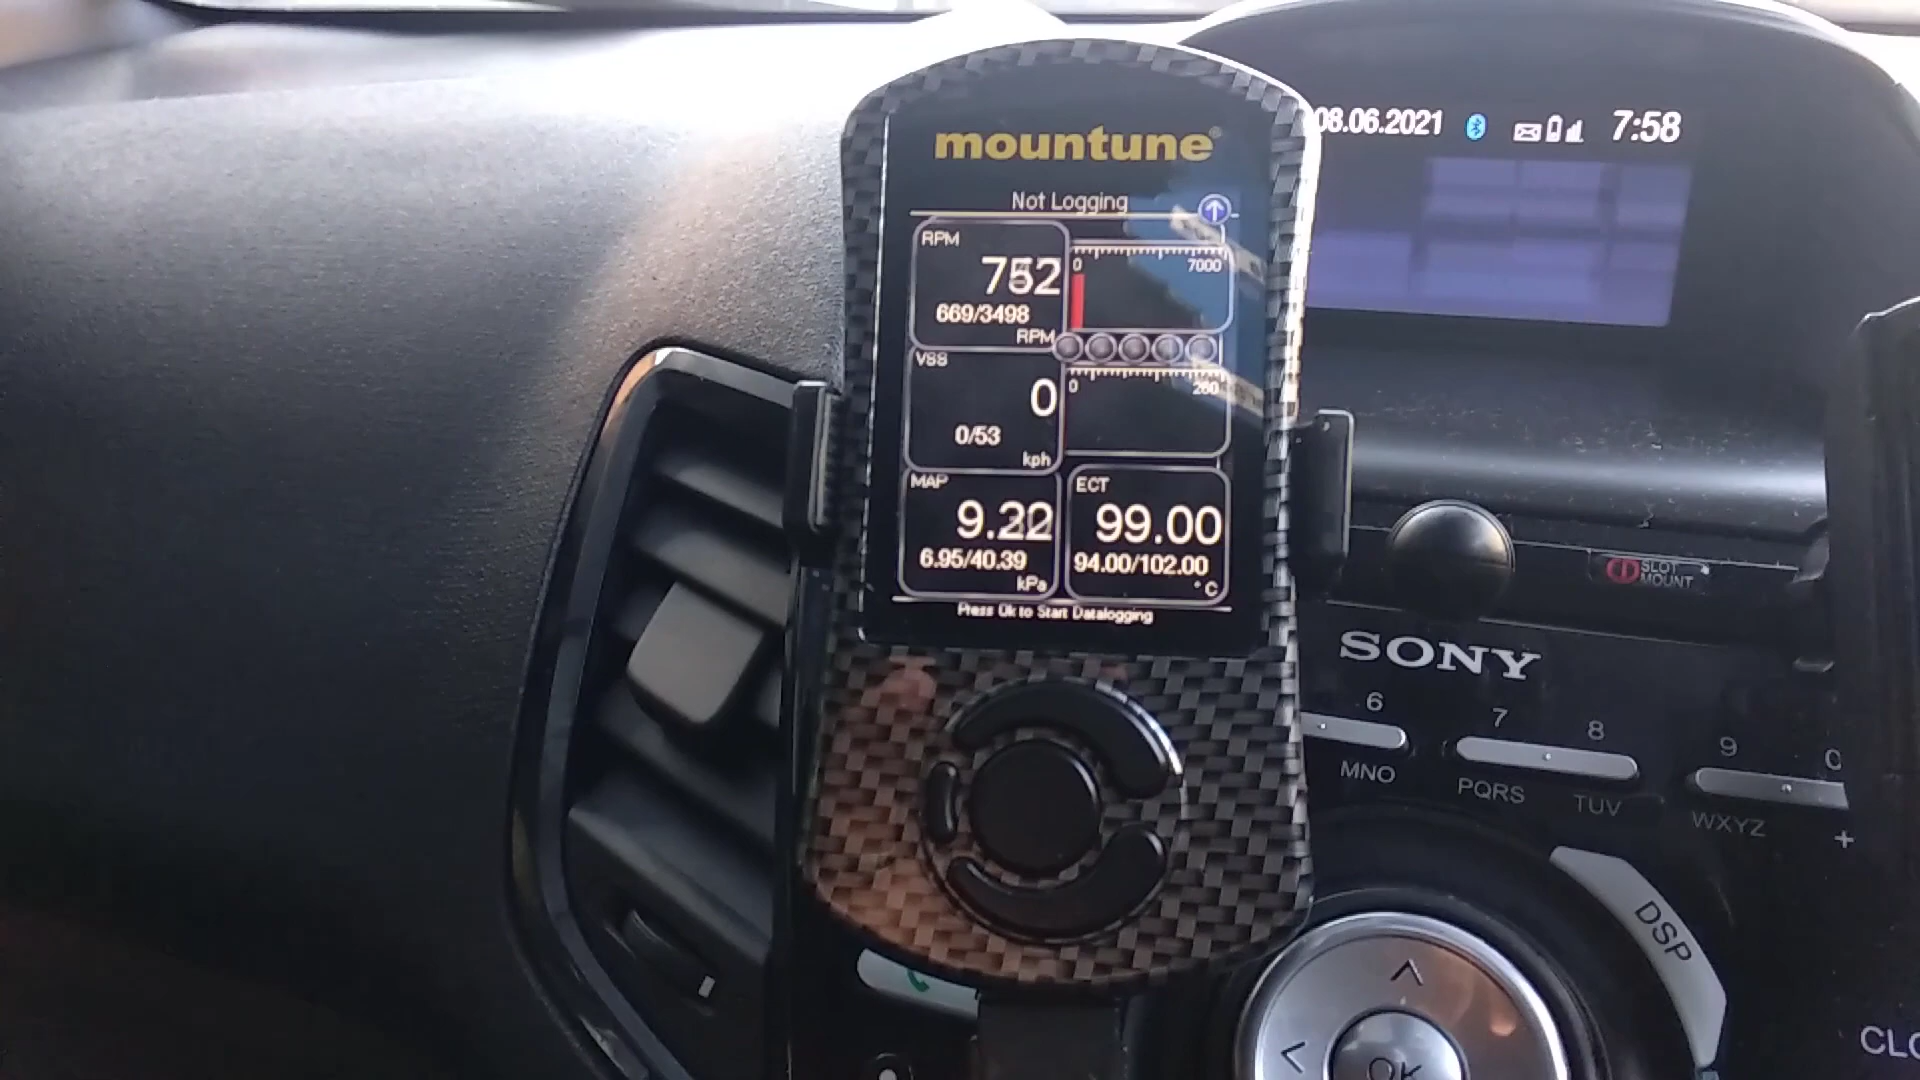 08.06.2021 7:58
mountune®
Not Logging
RPM
752
669/3498
RPM
0 7000
VSS
0
0/53
kph
0 260
MAP
9.22
6.95/40.39
kPa
ECT
99.00
94.00/102.00
°C
Press Ok to Start Datalogging
SLOT
MOUNT
SONY
6 7 8 9 0
MNO PQRS TUV WXYZ +
DSP
OK